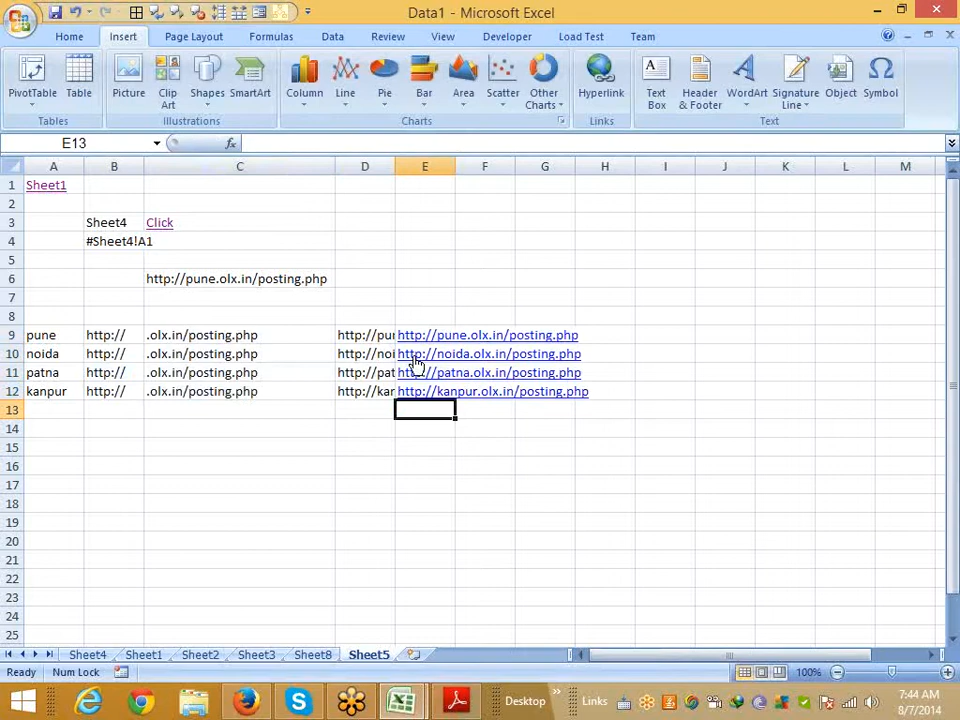 Data1 - Microsoft Excel
Home Insert Page Layout Formulas Data Review View Developer Load Test Team
PivotTable Table Picture Clip Art Shapes SmartArt Column Line Pie Bar Area Scatter Other Charts Hyperlink Text Box Header & Footer WordArt Signature Line Object Symbol
Tables Illustrations Charts Links Text
E13 fx
A B C D E F G H I J K L M
1 Sheet1
2
3 Sheet4 Click
4 #Sheet4!A1
5
6 http://pune.olx.in/posting.php
7
8
9 pune http:// .olx.in/posting.php http://pur http://pune.olx.in/posting.php
10 noida http:// .olx.in/posting.php http://noi http://noida.olx.in/posting.php
11 patna http:// .olx.in/posting.php http://pat http://patna.olx.in/posting.php
12 kanpur http:// .olx.in/posting.php http://kar http://kanpur.olx.in/posting.php
13
14
15
16
17
18
19
20
21
22
23
24
25
Sheet4 Sheet1 Sheet2 Sheet3 Sheet8 Sheet5
Ready Num Lock 100%
Desktop Links 7:44 AM
8/7/2014